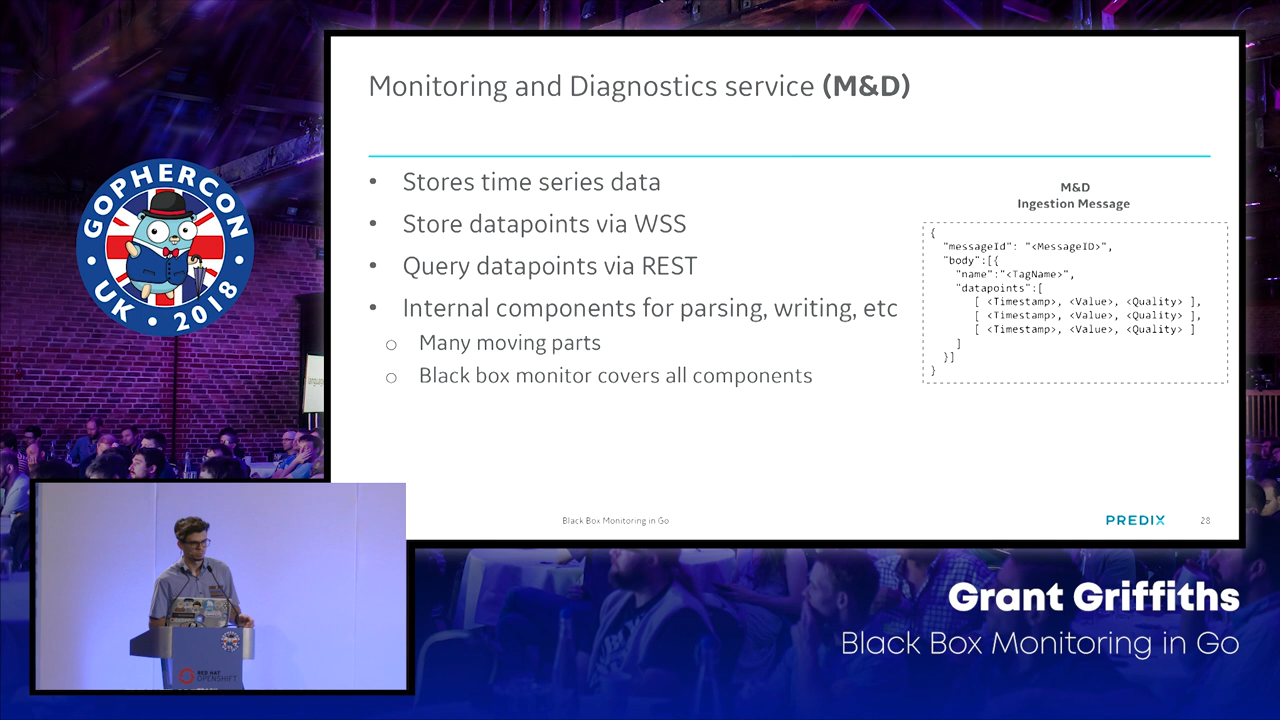 GOPHERCON
UK • 2018
Monitoring and Diagnostics service (M&D)
• Stores time series data
• Store datapoints via WSS
• Query datapoints via REST
• Internal components for parsing, writing, etc
○ Many moving parts
○ Black box monitor covers all components
M&D
Ingestion Message
{
"messageId": "<MessageID>",
"body":[{
"name":"<TagName>",
"datapoints":[
[ <Timestamp>, <Value>, <Quality> ],
[ <Timestamp>, <Value>, <Quality> ],
[ <Timestamp>, <Value>, <Quality> ]
]
}]
}
Black Box Monitoring in Go
PREDIX
28
RED HAT
OPENSHIFT
Grant Griffiths
Black Box Monitoring in Go